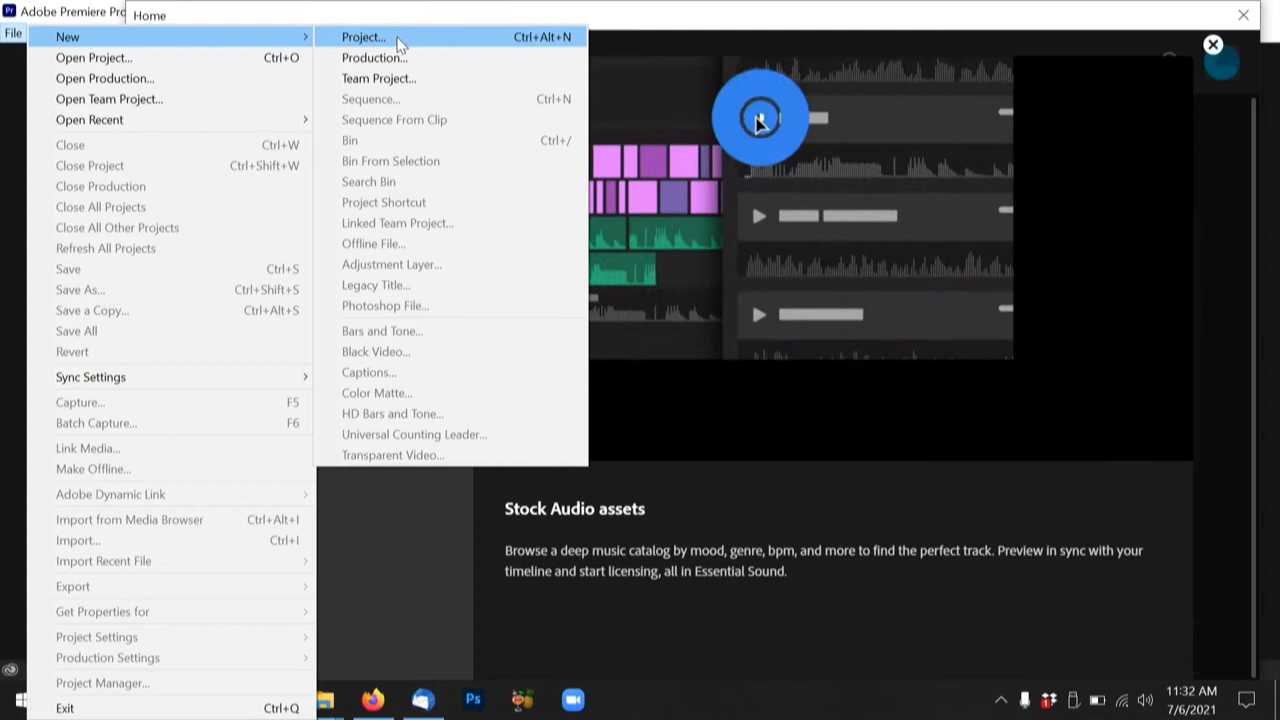 Pr Adobe Premiere Pro
Home
File
New
Open Project... Ctrl+O
Open Production...
Open Team Project...
Open Recent
Close Ctrl+W
Close Project Ctrl+Shift+W
Close Production
Close All Projects
Close All Other Projects
Refresh All Projects
Save Ctrl+S
Save As... Ctrl+Shift+S
Save a Copy... Ctrl+Alt+S
Save All
Revert
Sync Settings
Capture... F5
Batch Capture... F6
Link Media...
Make Offline...
Adobe Dynamic Link
Import from Media Browser Ctrl+Alt+I
Import... Ctrl+I
Import Recent File
Export
Get Properties for
Project Settings
Production Settings
Project Manager...
Exit Ctrl+Q
Project... Ctrl+Alt+N
Production...
Team Project...
Sequence... Ctrl+N
Sequence From Clip
Bin Ctrl+/
Bin From Selection
Search Bin
Project Shortcut
Linked Team Project...
Offline File...
Adjustment Layer...
Legacy Title...
Photoshop File...
Bars and Tone...
Black Video...
Captions...
Color Matte...
HD Bars and Tone...
Universal Counting Leader...
Transparent Video...
Stock Audio assets
Browse a deep music catalog by mood, genre, bpm, and more to find the perfect track. Preview in sync with your
timeline and start licensing, all in Essential Sound.
Ps
11:32 AM
7/6/2021